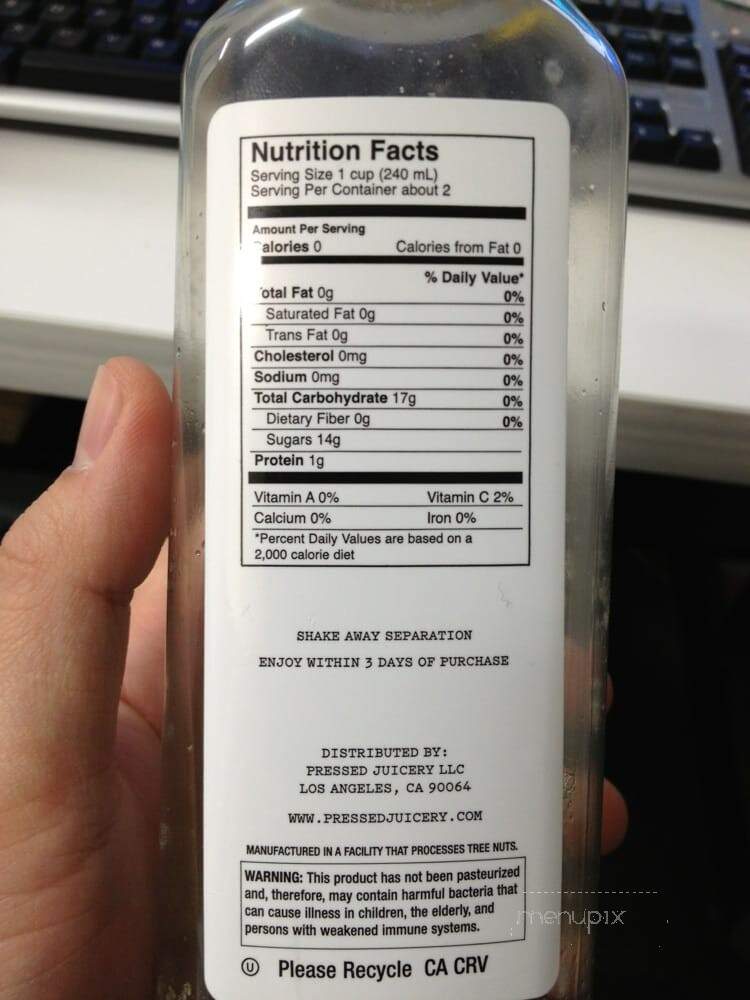 Nutrition Facts
Serving Size 1 cup (240 mL)
Serving Per Container about 2
Amount Per Serving
alories 0 Calories from Fat 0
% Daily Value*
otal Fat 0g 0%
Saturated Fat 0g 0%
Trans Fat 0g 0%
Cholesterol 0mg 0%
Sodium 0mg 0%
Total Carbohydrate 17g 0%
Dietary Fiber 0g 0%
Sugars 14g
Protein 1g
Vitamin A 0% Vitamin C 2%
Calcium 0% Iron 0%
*Percent Daily Values are based on a
2,000 calorie diet
SHAKE AWAY SEPARATION
ENJOY WITHIN 3 DAYS OF PURCHASE
DISTRIBUTED BY:
PRESSED JUICERY LLC
LOS ANGELES, CA 90064
WWW.PRESSEDJUICERY.COM
MANUFACTURED IN A FACILITY THAT PROCESSES TREE NUTS.
WARNING: This product has not been pasteurized
and, therefore, may contain harmful bacteria that
can cause illness in children, the elderly, and
persons with weakened immune systems.
menupix
Ⓤ Please Recycle CA CRV